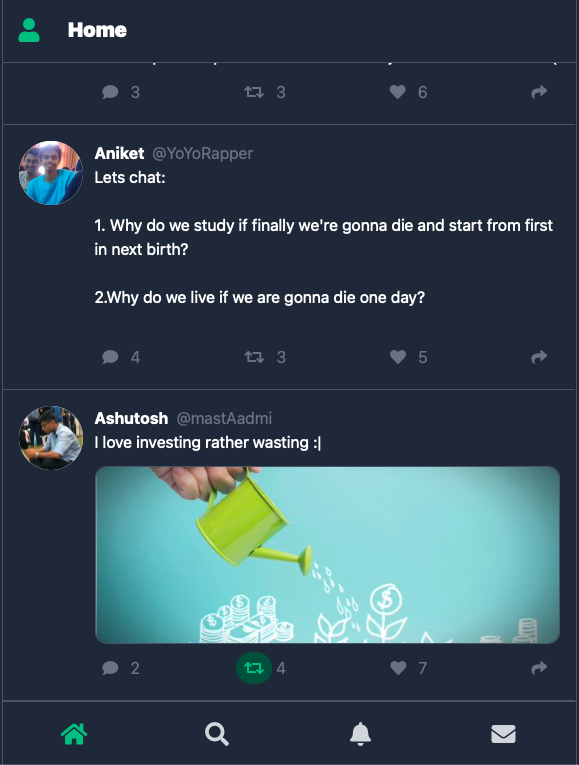 Home
3 3 6
Aniket @YoYoRapper
Lets chat:
1. Why do we study if finally we're gonna die and start from first
in next birth?
2.Why do we live if we are gonna die one day?
4 3 5
Ashutosh @mastAadmi
I love investing rather wasting :|
$
$ $
$
2 4 7